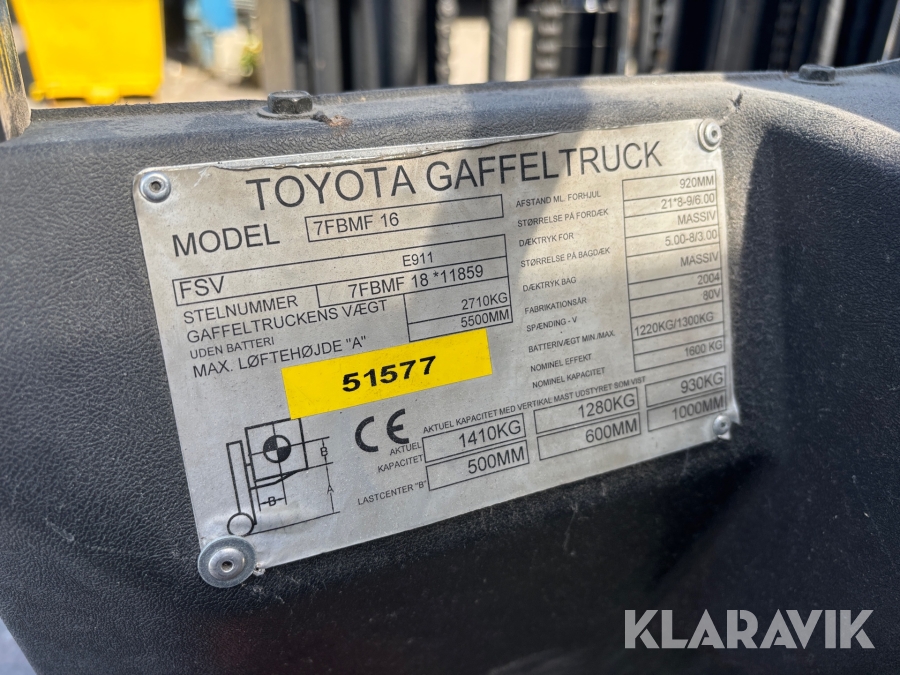 TOYOTA GAFFELTRUCK
MODEL 7FBMF 16
FSV E911
STELNUMMER 7FBMF 18 *11859
GAFFELTRUCKENS VÆGT 2710KG
UDEN BATTERI
MAX. LØFTEHØJDE "A" 5500MM
51577
AFSTAND ML. FORHJUL 920MM
STØRRELSE PÅ FORDÆK 21*8-9/6.00
DÆKTRYK FOR MASSIV
STØRRELSE PÅ BAGDÆK 5.00-8/3.00
DÆKTRYK BAG MASSIV
FABRIKATIONSÅR 2004
SPÆNDING - V 80V
BATTERIVÆGT MIN./MAX. 1220KG/1300KG
NOMINEL EFFEKT
NOMINEL KAPACITET 1600 KG
CE
AKTUEL KAPACITET MED VERTIKAL MAST UDSTYRET SOM VIST
AKTUEL KAPACITET 1410KG 1280KG 930KG
LASTCENTER "B" 500MM 600MM 1000MM
B
A
B
KLARAVIK